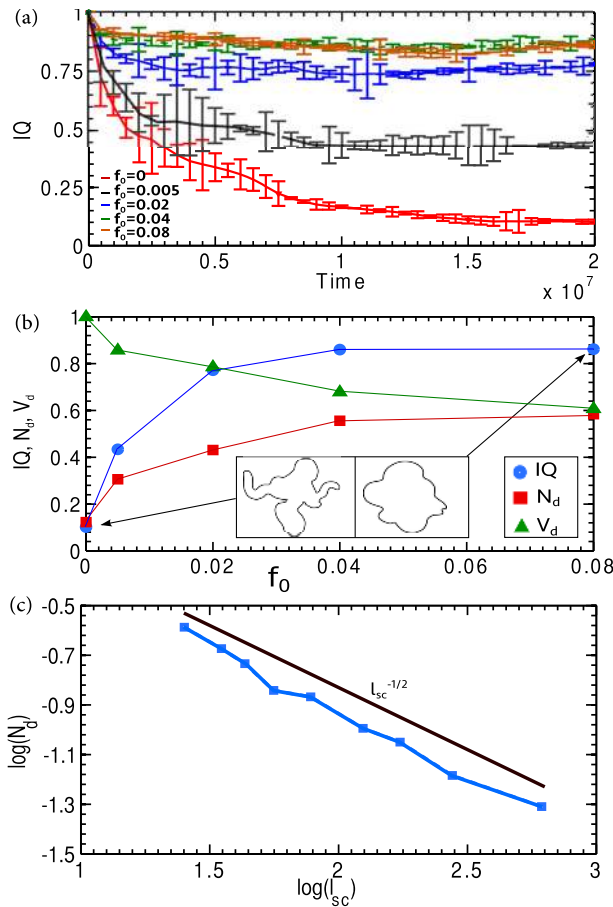 (a)
1
0.75
0.5
0.25
0
IQ
f₀=0
f₀=0.005
f₀=0.02
f₀=0.04
f₀=0.08
0 0.5 1 1.5 2
Time
x 10⁷
(b)
1
0.8
0.6
0.4
0.2
0
IQ, N_d, V_d
IQ
N_d
V_d
0 0.02 0.04 0.06 0.08
f₀
(c)
-0.5
-0.7
-0.9
-1.1
-1.3
-1.5
log(N_d)
l_sc^-1/2
1 1.5 2 2.5 3
log(l_sc)